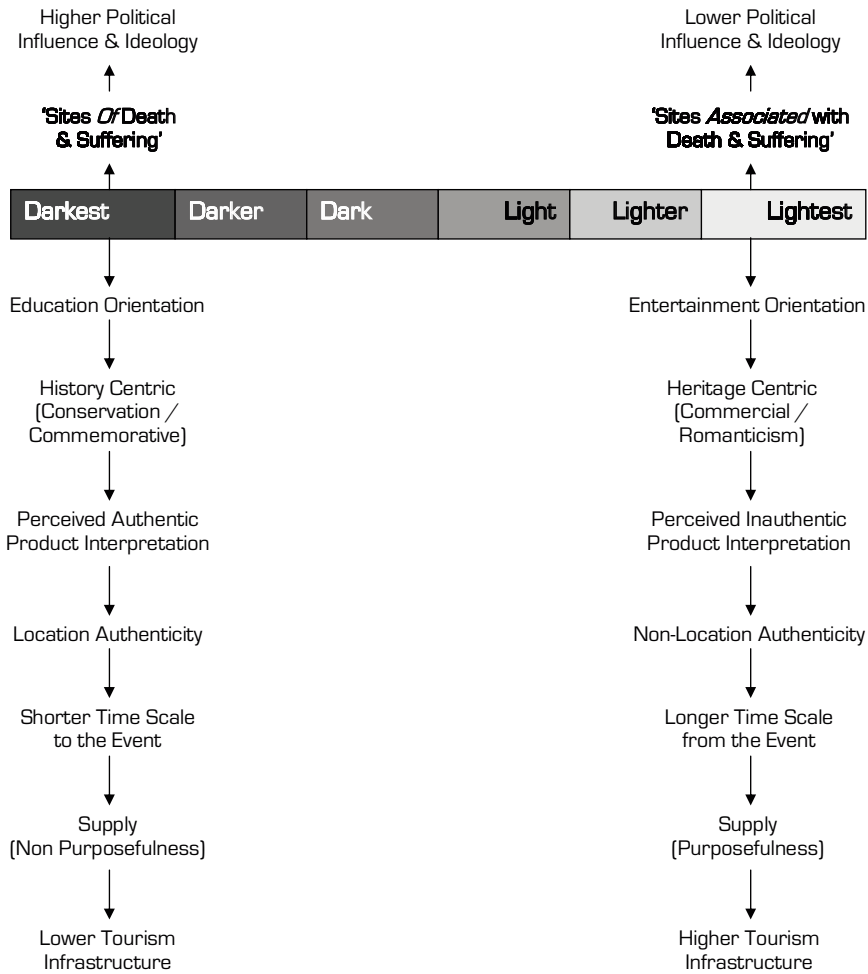 Higher Political
Influence & Ideology
Lower Political
Influence & Ideology
‘Sites Of Death
& Suffering’
‘Sites Associated with
Death & Suffering’
Darkest Darker Dark Light Lighter Lightest
Education Orientation
Entertainment Orientation
History Centric
(Conservation /
Commemorative)
Heritage Centric
(Commercial /
Romanticism)
Perceived Authentic
Product Interpretation
Perceived Inauthentic
Product Interpretation
Location Authenticity
Non-Location Authenticity
Shorter Time Scale
to the Event
Longer Time Scale
from the Event
Supply
(Non Purposefulness)
Supply
(Purposefulness)
Lower Tourism
Infrastructure
Higher Tourism
Infrastructure